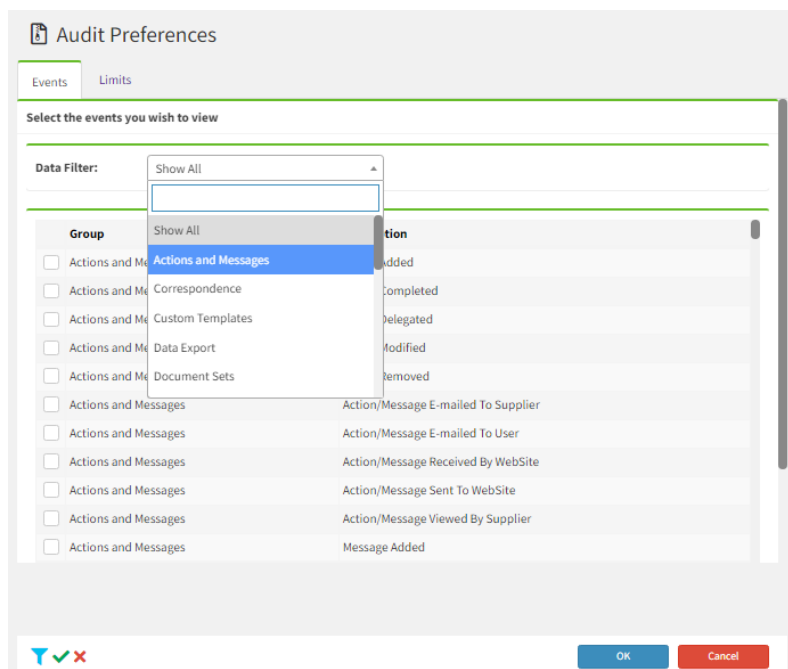 Audit Preferences
Events Limits
Select the events you wish to view
Data Filter: Show All
Show All
Group tion
Actions and Messages
Actions and Me Added
Correspondence
Actions and Me Completed
Custom Templates
Actions and Me Delegated
Data Export
Actions and Me Modified
Document Sets
Actions and Me Removed
Actions and Messages Action/Message E-mailed To Supplier
Actions and Messages Action/Message E-mailed To User
Actions and Messages Action/Message Received By WebSite
Actions and Messages Action/Message Sent To WebSite
Actions and Messages Action/Message Viewed By Supplier
Actions and Messages Message Added
OK Cancel